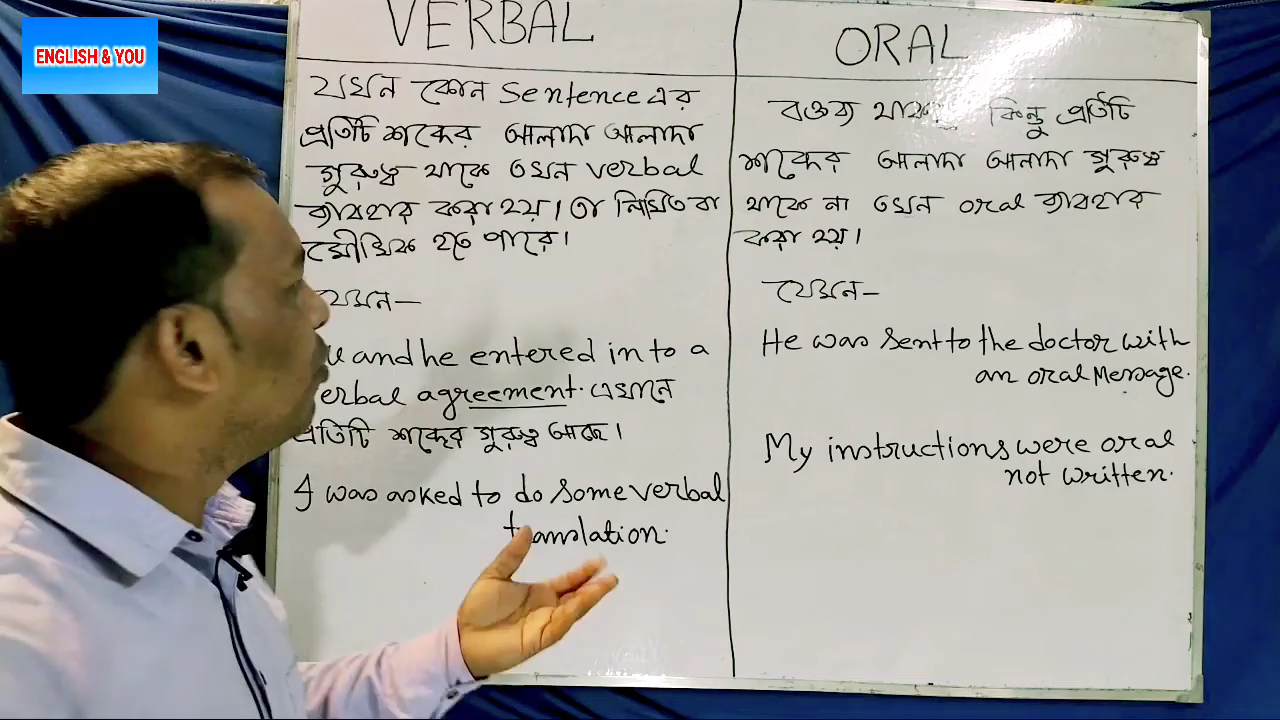 ENGLISH & YOU
VERBAL
যখন কোন Sentence এর
প্রতিটি শব্দের আলাদা আলাদা
গুরুত্ব থাকে তখন verbal
ব্যাবহার করা হয়। তা লিখিত বা
মৌখিক হতে পারে।
যেমন—
and he entered in to a
erbal agreement. এখানে
প্রতিটি শব্দের গুরুত্ব আছে।
I was asked to do some verbal
translation.
ORAL
বক্তব্য কিন্তু প্রতিটি
শব্দের আলাদা আলাদা গুরুত্ব
থাকে না তখন oral ব্যাবহার
করা হয়।
যেমন—
He was sent to the doctor with
an oral message.
My instructions were oral
not written.